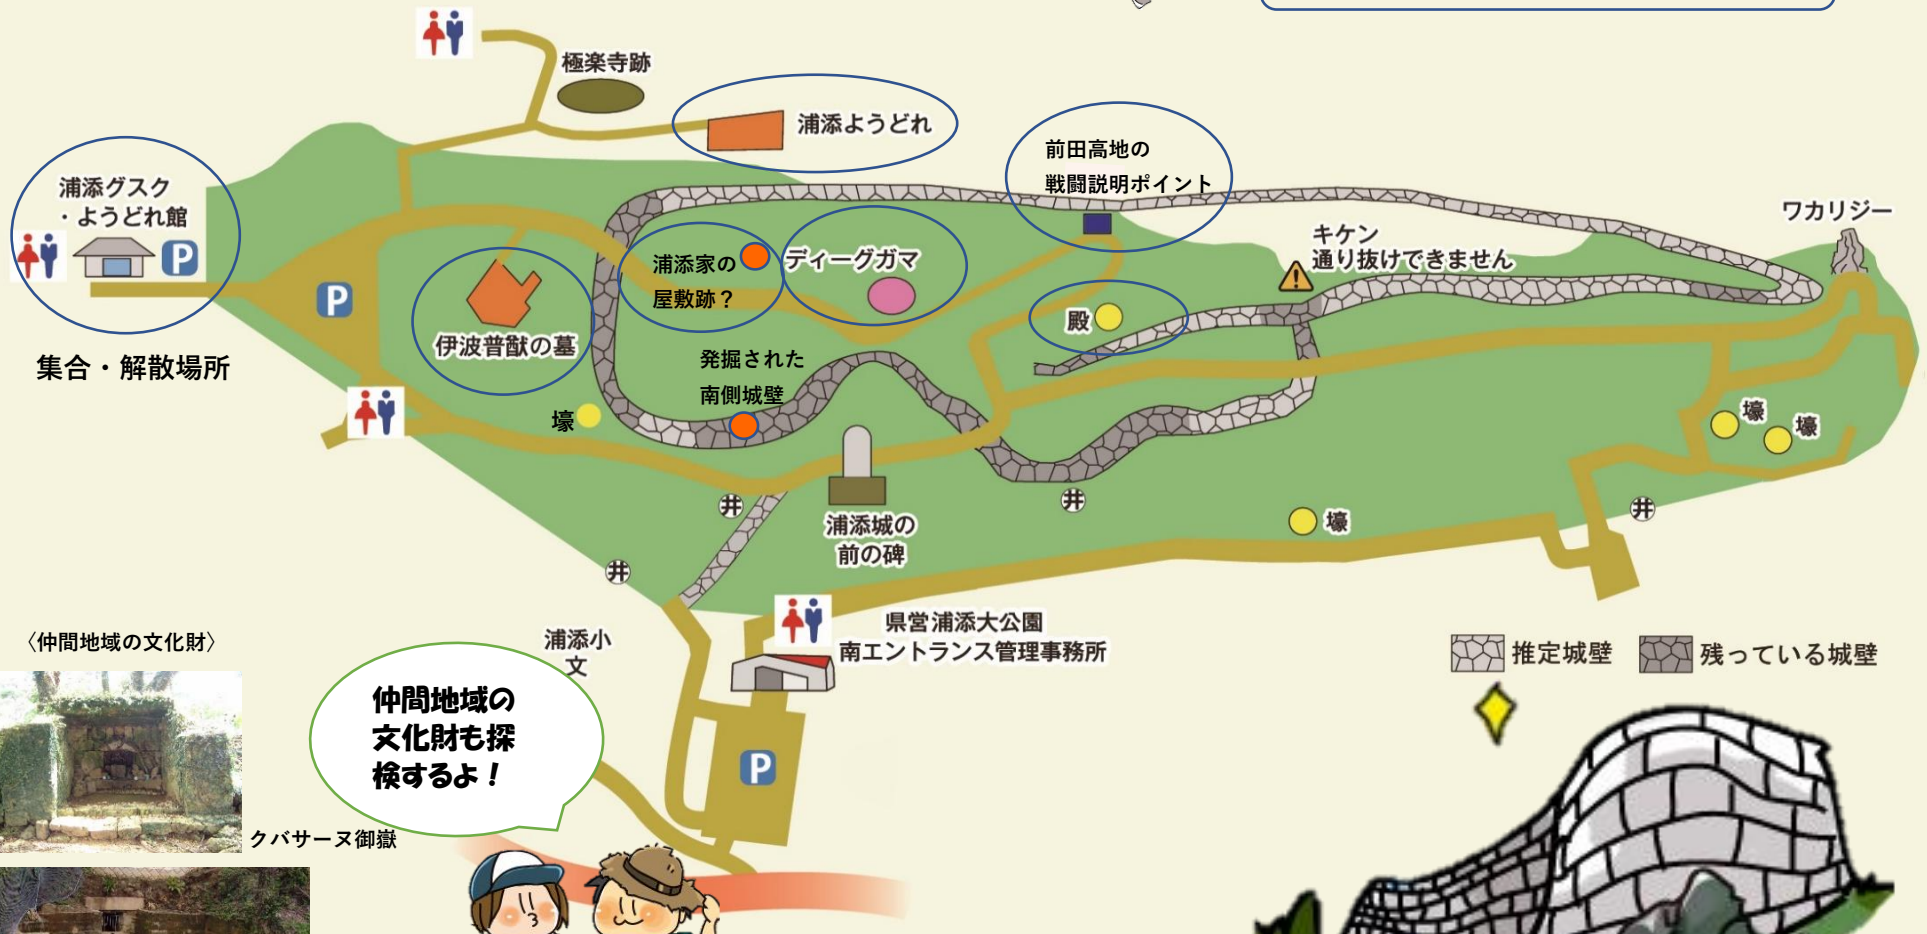 極楽寺跡
浦添ようどれ
前田高地の
戦闘説明ポイント
浦添グスク
・ようどれ館
P
集合・解散場所
P
伊波普猷の墓
浦添家の
屋敷跡？
ディーグガマ
殿
キケン
通り抜けできません
ワカリジー
発掘された
南側城壁
壕
壕
壕
壕
井
井
井
井
浦添城の
前の碑
県営浦添大公園
南エントランス管理事務所
P
浦添小
文
推定城壁
残っている城壁
〈仲間地域の文化財〉
クバサーヌ御嶽
仲間地域の
文化財も探
検するよ！